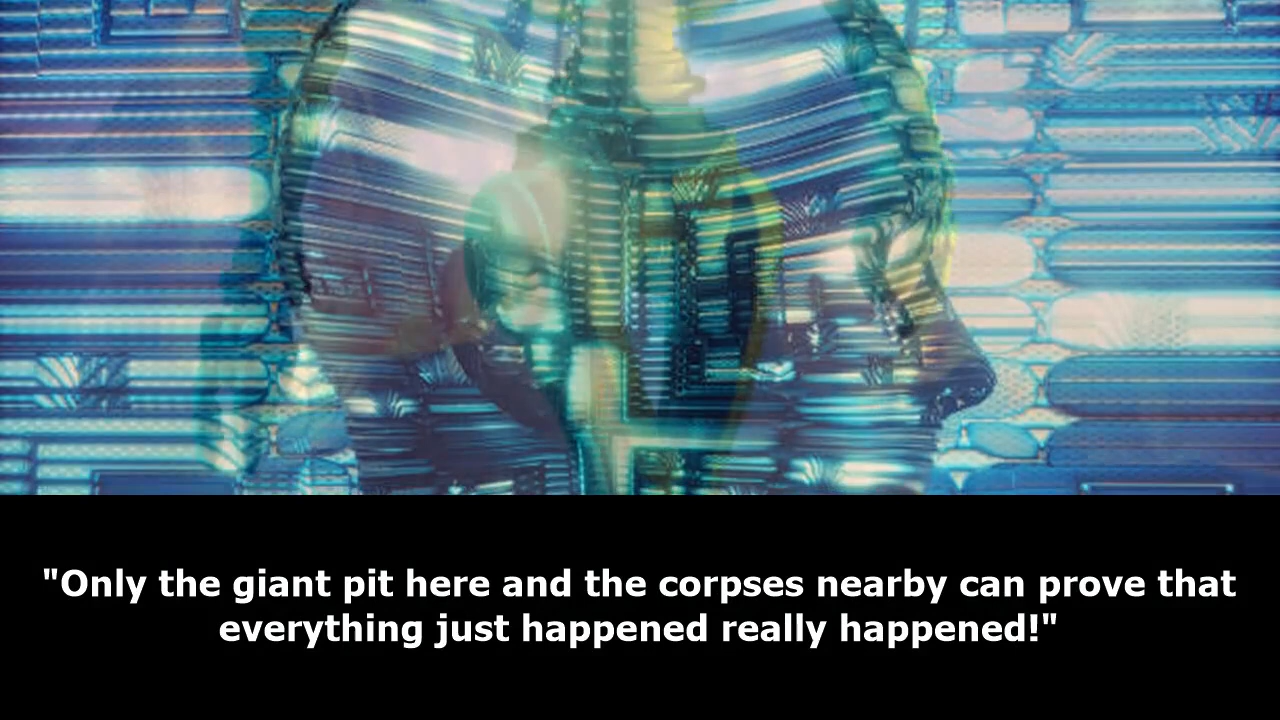 "Only the giant pit here and the corpses nearby can prove that
everything just happened really happened!"